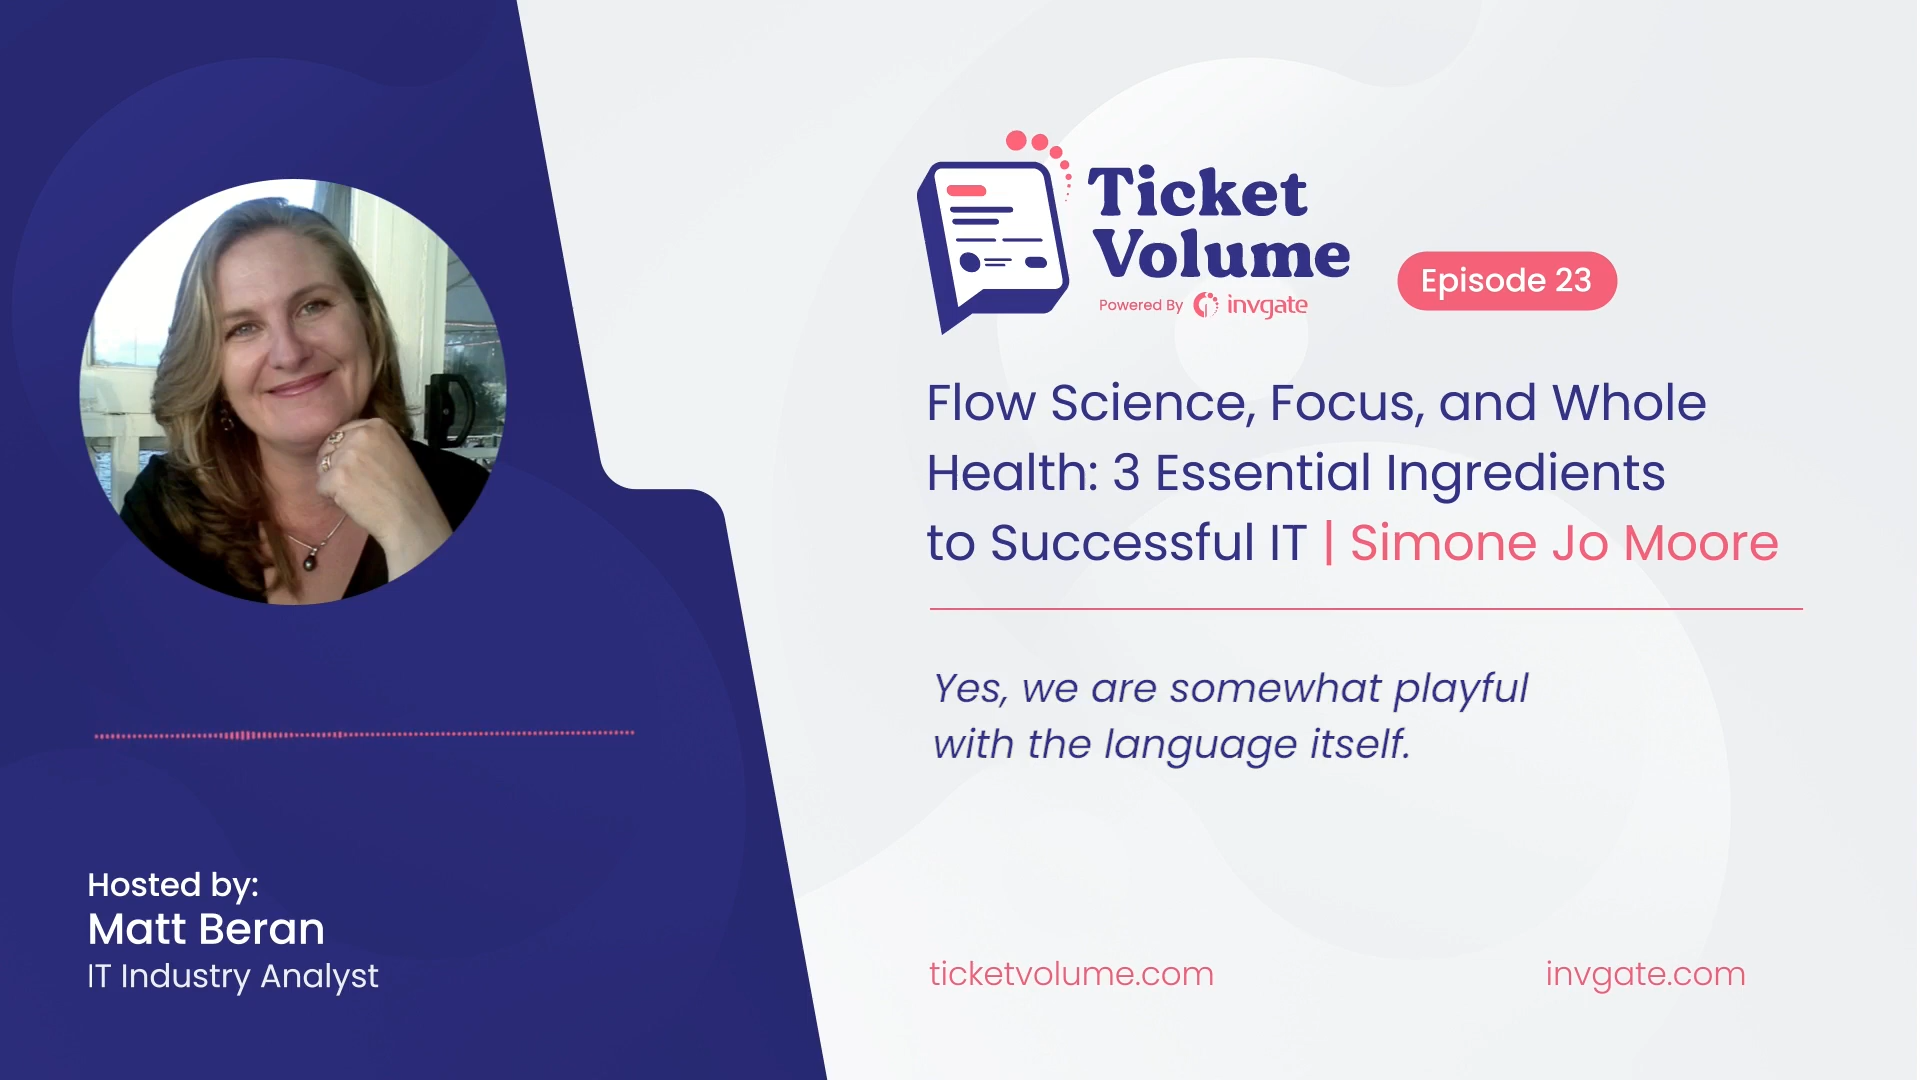 Ticket
Volume
Powered By invgate
Episode 23
Flow Science, Focus, and Whole
Health: 3 Essential Ingredients
to Successful IT | Simone Jo Moore
Yes, we are somewhat playful
with the language itself.
Hosted by:
Matt Beran
IT Industry Analyst
ticketvolume.com
invgate.com